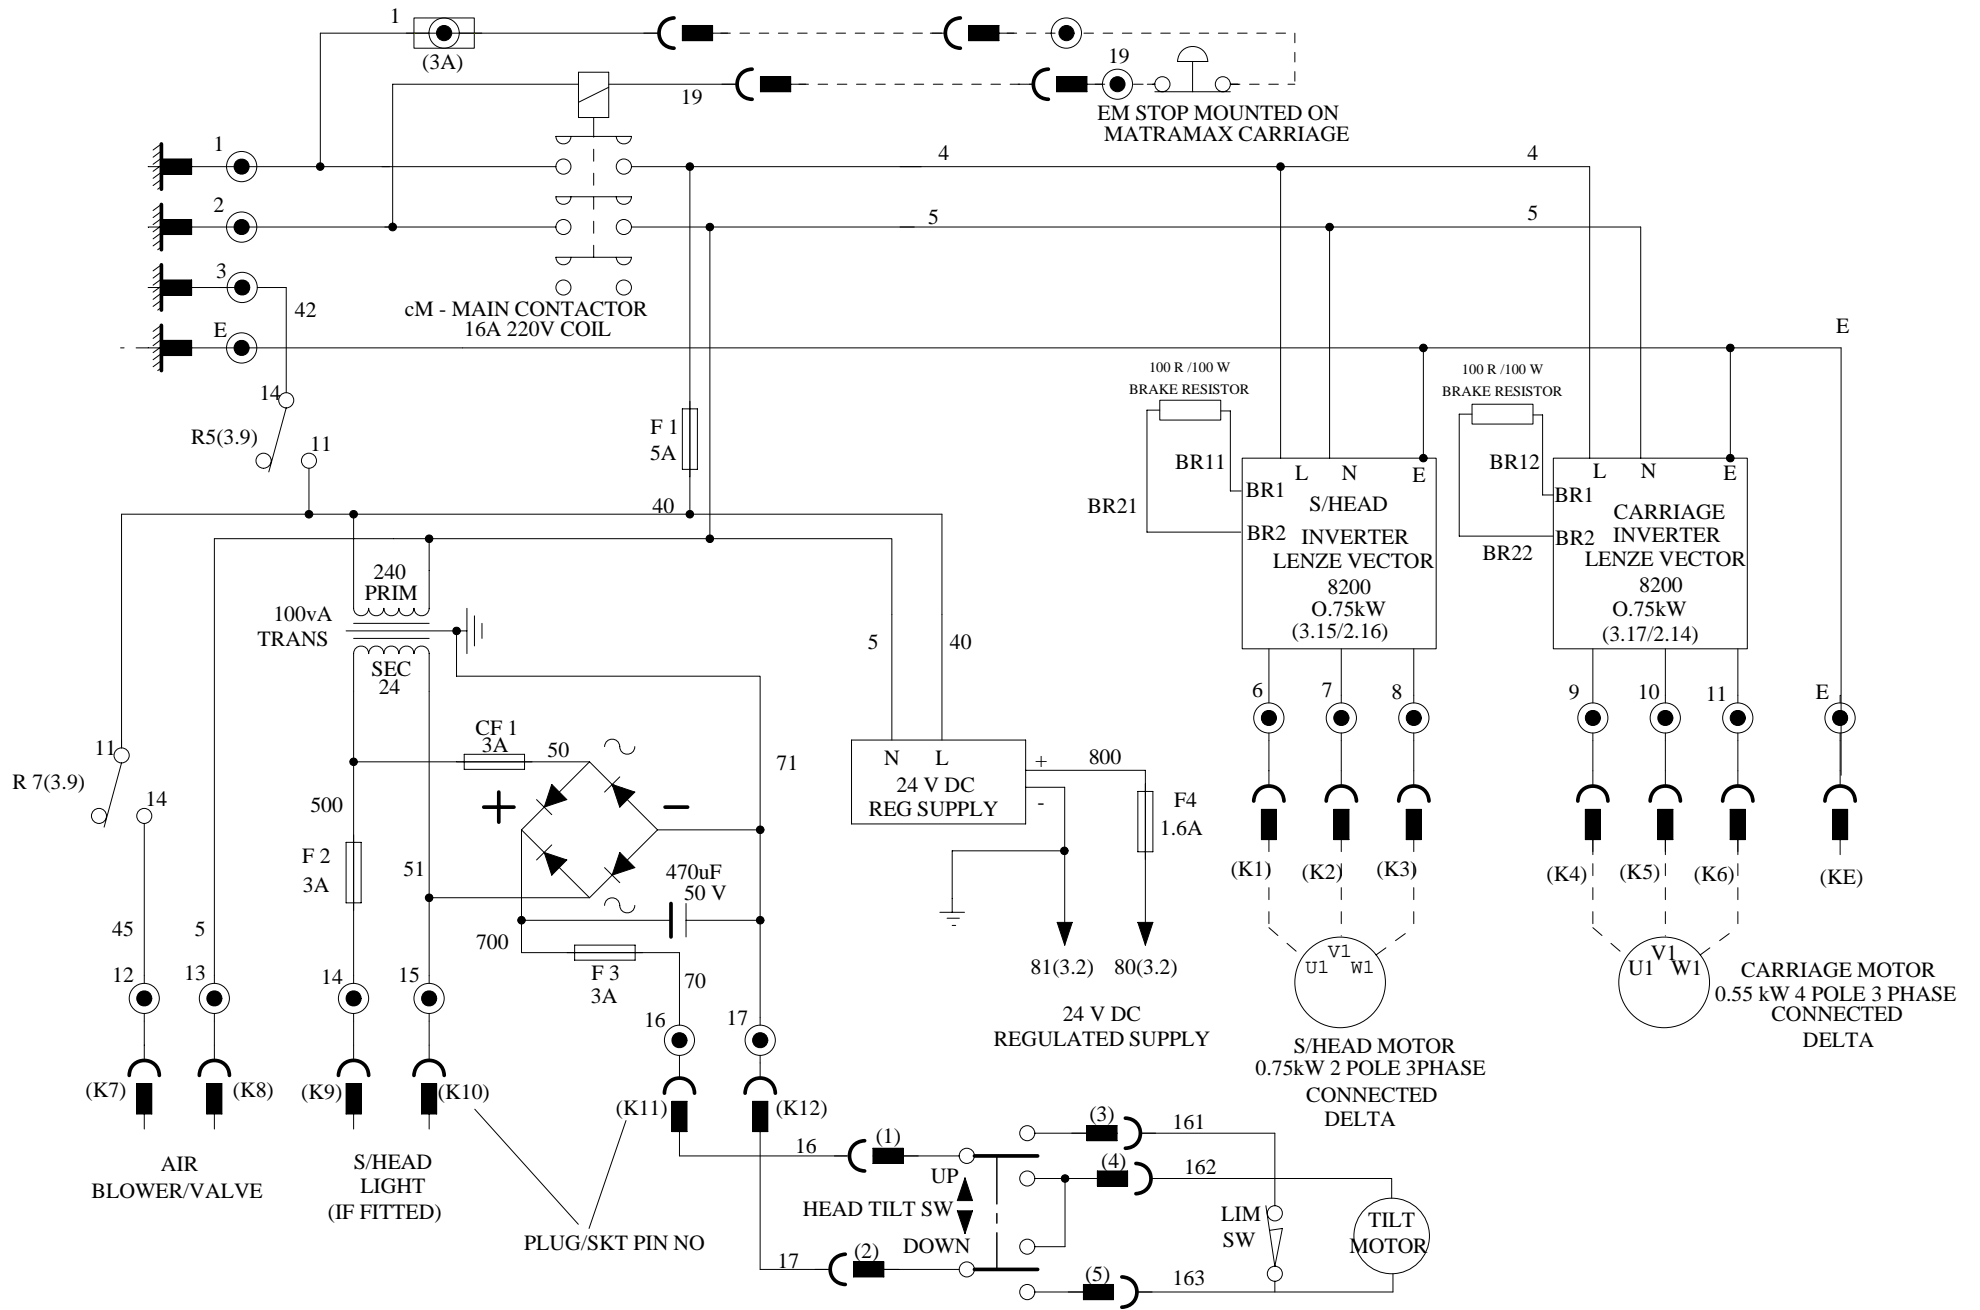 1
(3A)
19
19
EM STOP MOUNTED ON
MATRAMAX CARRIAGE
1
4
4
2
5
5
3
42
cM - MAIN CONTACTOR
16A 220V COIL
E
E
14
R5(3.9)
11
F 1
5A
40
100 R /100 W
BRAKE RESISTOR
BR11
BR21
L
N
E
BR1
S/HEAD
BR2
INVERTER
LENZE VECTOR
8200
O.75kW
(3.15/2.16)
100 R /100 W
BRAKE RESISTOR
BR12
BR22
L
N
E
BR1
CARRIAGE
BR2
INVERTER
LENZE VECTOR
8200
O.75kW
(3.17/2.14)
240
PRIM
100vA
TRANS
SEC
24
5
40
6
7
8
9
10
11
E
CF 1
3A
50
71
+
-
11
R 7(3.9)
14
500
F 2
3A
51
N
L
24 V DC
REG SUPPLY
+
-
800
F4
1.6A
470uF
50 V
(K1)
(K2)
(K3)
(K4)
(K5)
(K6)
(KE)
45
5
700
F 3
3A
70
12
13
14
15
16
17
81(3.2)
80(3.2)
24 V DC
REGULATED SUPPLY
V1
U1
W1
S/HEAD MOTOR
0.75kW 2 POLE 3PHASE
CONNECTED
DELTA
V1
U1
W1
CARRIAGE MOTOR
0.55 kW 4 POLE 3 PHASE
CONNECTED
DELTA
(K7)
(K8)
(K9)
(K10)
(K11)
(K12)
AIR
BLOWER/VALVE
S/HEAD
LIGHT
(IF FITTED)
PLUG/SKT PIN NO
16
(1)
UP
HEAD TILT SW
DOWN
17
(2)
(3)
161
(4)
162
LIM
SW
TILT
MOTOR
(5)
163